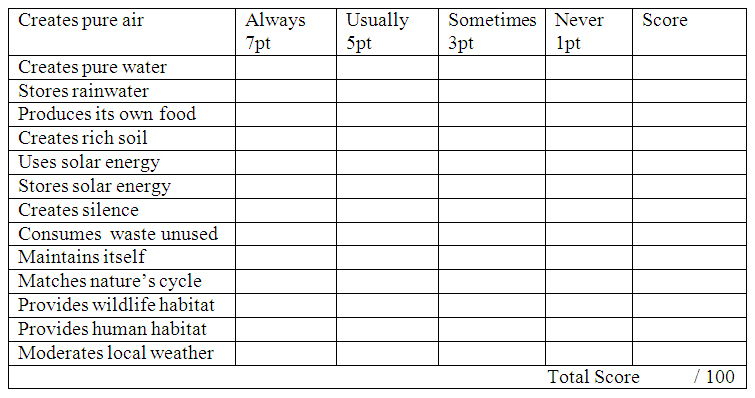 Creates pure air Always Usually Sometimes Never Score
7pt 5pt 3pt 1pt
Creates pure water
Stores rainwater
Produces its own food
Creates rich soil
Uses solar energy
Stores solar energy
Creates silence
Consumes waste unused
Maintains itself
Matches nature's cycle
Provides wildlife habitat
Provides human habitat
Moderates local weather
Total Score / 100